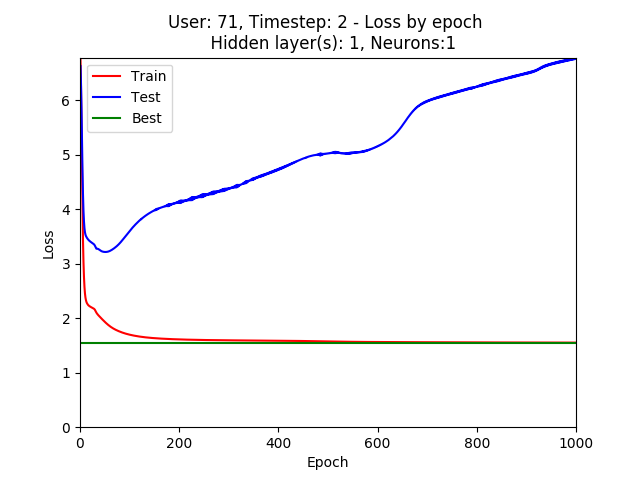 User: 71, Timestep: 2 - Loss by epoch
Hidden layer(s): 1, Neurons:1
Train
Test
Best
6
5
4
3
2
1
0
Loss
0
200
400
600
800
1000
Epoch